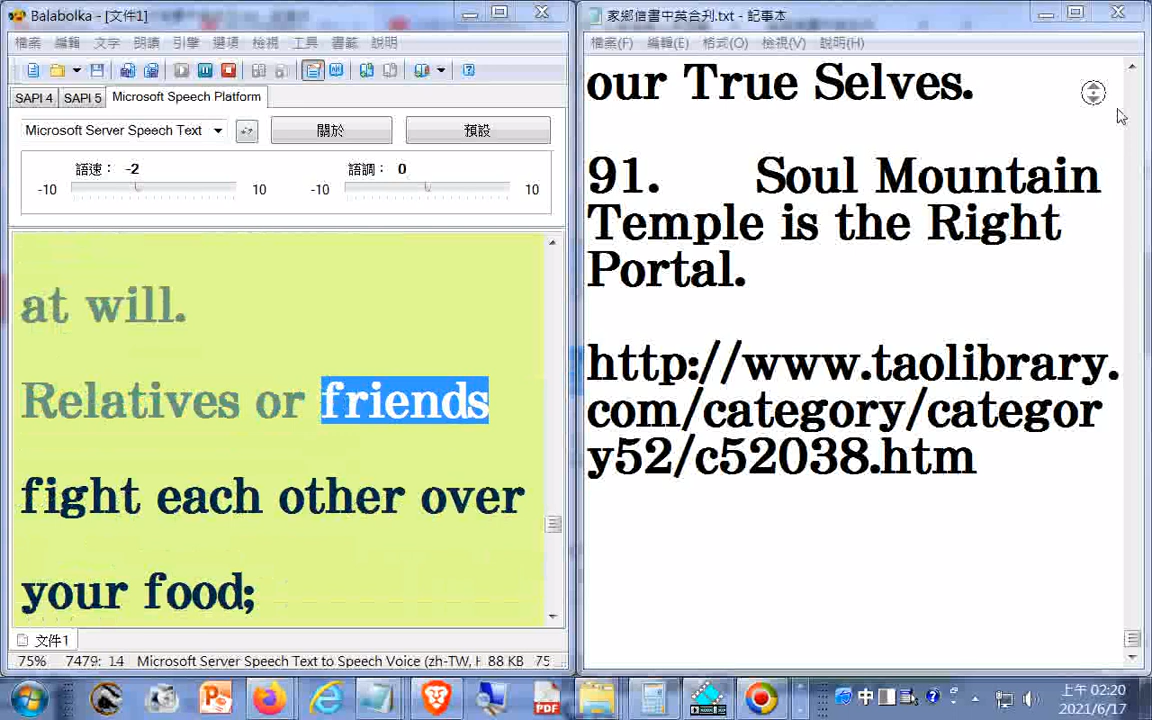 Balabolka - [文件1]
檔案 編輯 文字 朗讀 引擎 選項 檢視 工具 書籤 說明
SAPI 4 SAPI 5 Microsoft Speech Platform
Microsoft Server Speech Text 關於 預設
語速： -2 語調： 0
-10 10 -10 10
at will.
Relatives or friends
fight each other over
your food;
文件1
75% 7479: 14 Microsoft Server Speech Text to Speech Voice (zh-TW, H 88 KB 75
家鄉信書中英合刋.txt - 記事本
檔案(F) 編輯(E) 格式(O) 檢視(V) 說明(H)
our True Selves.
91. Soul Mountain
Temple is the Right
Portal.
http://www.taolibrary.
com/category/categor
y52/c52038.htm
中
上午 02:20
2021/6/17